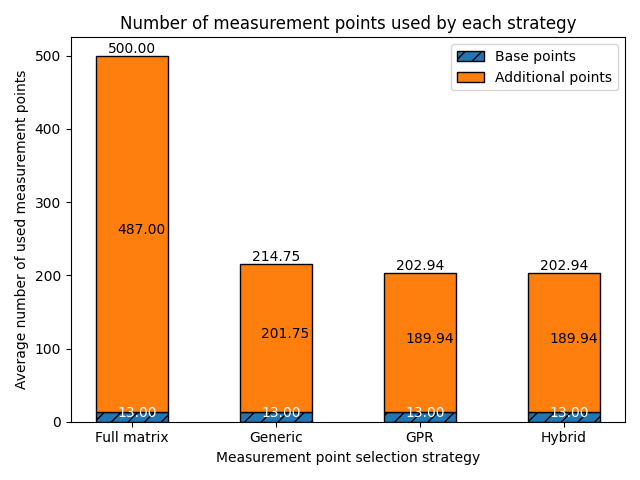 Number of measurement points used by each strategy
Base points
Additional points
Average number of used measurement points
500
400
300
200
100
0
500.00
487.00
13.00
214.75
201.75
13.00
202.94
189.94
13.00
202.94
189.94
13.00
Full matrix
Generic
GPR
Hybrid
Measurement point selection strategy